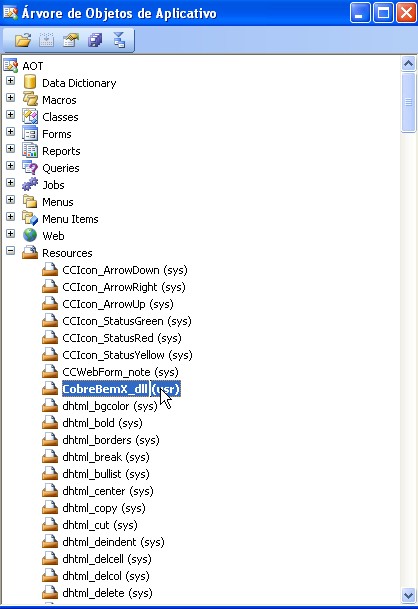 Árvore de Objetos de Aplicativo
AOT
Data Dictionary
Macros
Classes
Forms
Reports
Queries
Jobs
Menus
Menu Items
Web
Resources
CCIcon_ArrowDown (sys)
CCIcon_ArrowRight (sys)
CCIcon_ArrowUp (sys)
CCIcon_StatusGreen (sys)
CCIcon_StatusRed (sys)
CCIcon_StatusYellow (sys)
CCWebForm_note (sys)
CobreBemX_dll (usr)
dhtml_bgcolor (sys)
dhtml_bold (sys)
dhtml_borders (sys)
dhtml_break (sys)
dhtml_bullist (sys)
dhtml_center (sys)
dhtml_copy (sys)
dhtml_cut (sys)
dhtml_deindent (sys)
dhtml_delcell (sys)
dhtml_delcol (sys)
dhtml_delete (sys)